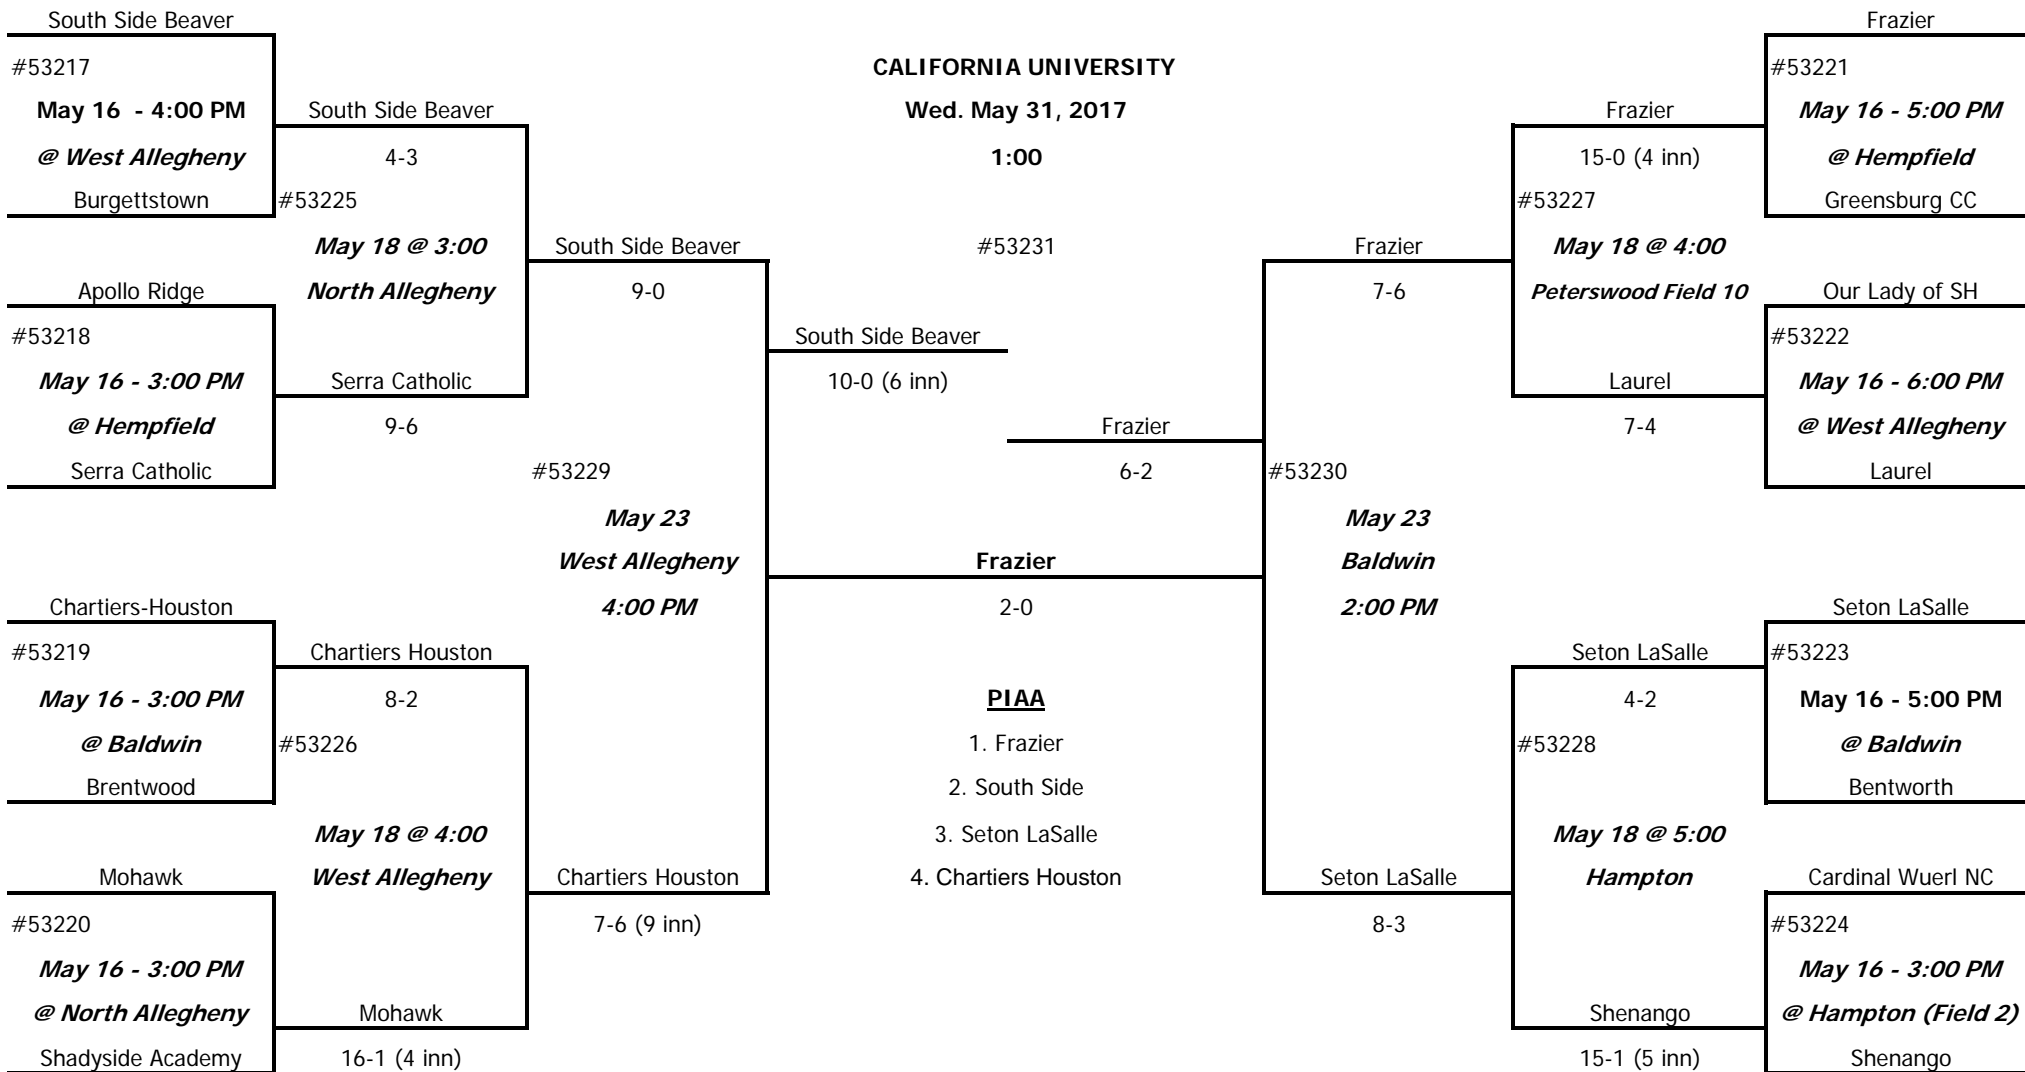 South Side Beaver
#53217
May 16 - 4:00 PM
@ West Allegheny
Burgettstown
Apollo Ridge
#53218
May 16 - 3:00 PM
@ Hempfield
Serra Catholic
Chartiers-Houston
#53219
May 16 - 3:00 PM
@ Baldwin
Brentwood
Mohawk
#53220
May 16 - 3:00 PM
@ North Allegheny
Shadyside Academy
South Side Beaver
4-3
#53225
May 18 @ 3:00
North Allegheny
Serra Catholic
9-6
Chartiers Houston
8-2
#53226
May 18 @ 4:00
West Allegheny
Mohawk
16-1 (4 inn)
South Side Beaver
9-0
#53229
May 23
West Allegheny
4:00 PM
Chartiers Houston
7-6 (9 inn)
CALIFORNIA UNIVERSITY
Wed. May 31, 2017
1:00
#53231
South Side Beaver
10-0 (6 inn)
Frazier
6-2
Frazier
2-0
PIAA
1. Frazier
2. South Side
3. Seton LaSalle
4. Chartiers Houston
Frazier
7-6
#53230
May 23
Baldwin
2:00 PM
Seton LaSalle
8-3
Frazier
15-0 (4 inn)
#53227
May 18 @ 4:00
Peterswood Field 10
Laurel
7-4
Seton LaSalle
4-2
#53228
May 18 @ 5:00
Hampton
Shenango
15-1 (5 inn)
Frazier
#53221
May 16 - 5:00 PM
@ Hempfield
Greensburg CC
Our Lady of SH
#53222
May 16 - 6:00 PM
@ West Allegheny
Laurel
Seton LaSalle
#53223
May 16 - 5:00 PM
@ Baldwin
Bentworth
Cardinal Wuerl NC
#53224
May 16 - 3:00 PM
@ Hampton (Field 2)
Shenango